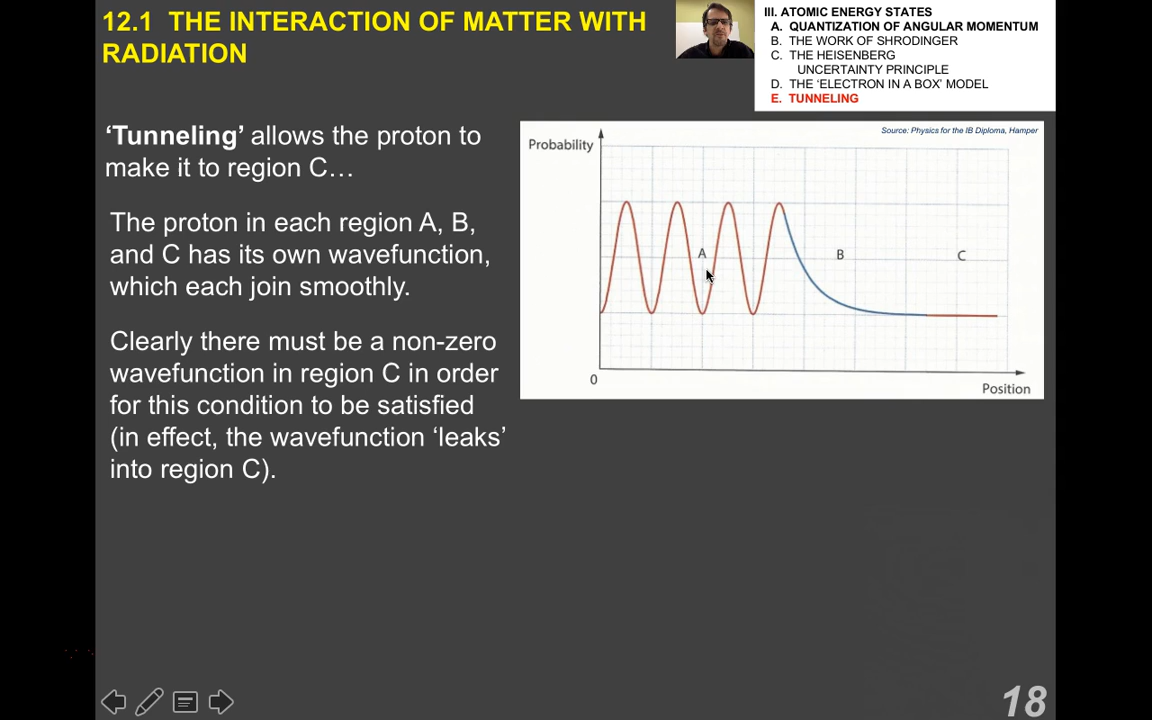 12.1 THE INTERACTION OF MATTER WITH
RADIATION
III. ATOMIC ENERGY STATES
A. QUANTIZATION OF ANGULAR MOMENTUM
B. THE WORK OF SHRODINGER
C. THE HEISENBERG
UNCERTAINTY PRINCIPLE
D. THE ‘ELECTRON IN A BOX’ MODEL
E. TUNNELING
‘Tunneling’ allows the proton to
make it to region C…
The proton in each region A, B,
and C has its own wavefunction,
which each join smoothly.
Clearly there must be a non-zero
wavefunction in region C in order
for this condition to be satisfied
(in effect, the wavefunction ‘leaks’
into region C).
Source: Physics for the IB Diploma, Hamper
Probability
A
B
C
0
Position
18